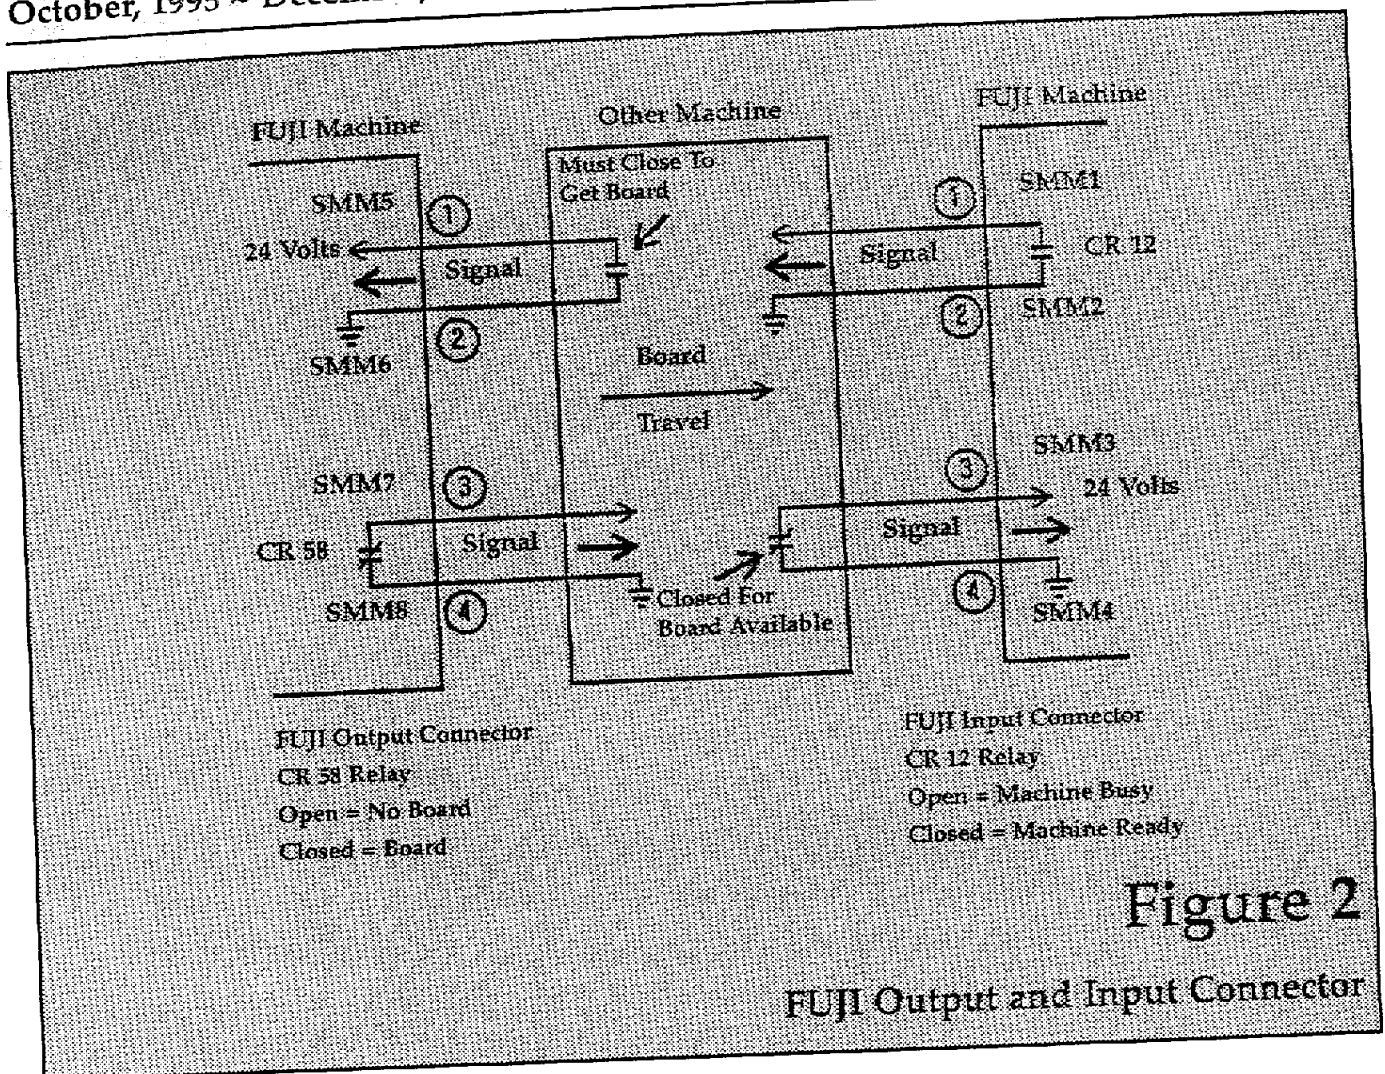 October, 1995 ~
FUJI Machine
Other Machine
FUJI Machine
Must Close To
Get Board
SMM5
1
24 Volts
Signal
2
SMM6
1
SMM1
Signal
CR 12
2
SMM2
Board
Travel
SMM7
3
CR 58
Signal
SMM8
4
Closed For
Board Available
3
SMM3
24 Volts
Signal
4
SMM4
FUJI Output Connector
CR 58 Relay
Open = No Board
Closed = Board
FUJI Input Connector
CR 12 Relay
Open = Machine Busy
Closed = Machine Ready
Figure 2
FUJI Output and Input Connector